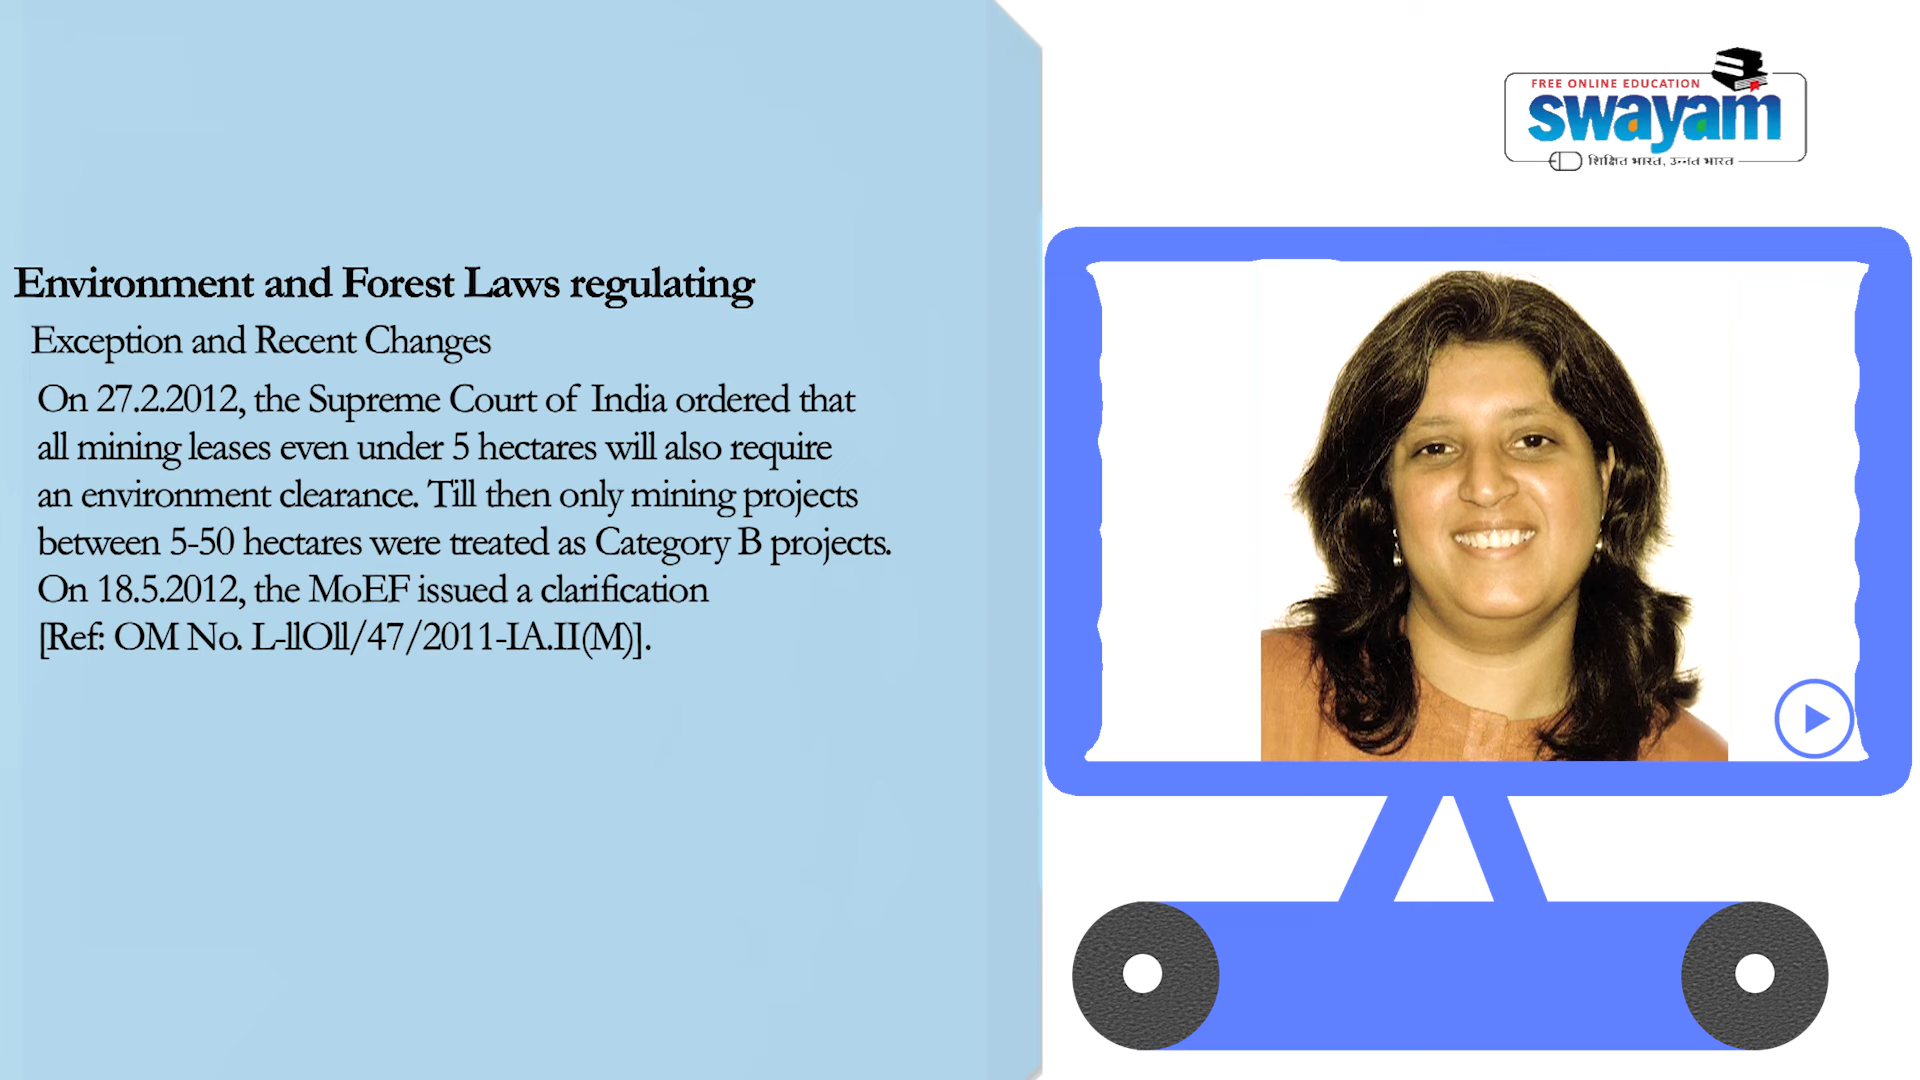 Environment and Forest Laws regulating
Exception and Recent Changes
On 27.2.2012, the Supreme Court of India ordered that
all mining leases even under 5 hectares will also require
an environment clearance. Till then only mining projects
between 5-50 hectares were treated as Category B projects.
On 18.5.2012, the MoEF issued a clarification
[Ref: OM No. L-llOll/47/2011-IA.II(M)].
FREE ONLINE EDUCATION
swayam
शिक्षित भारत, उन्नत भारत